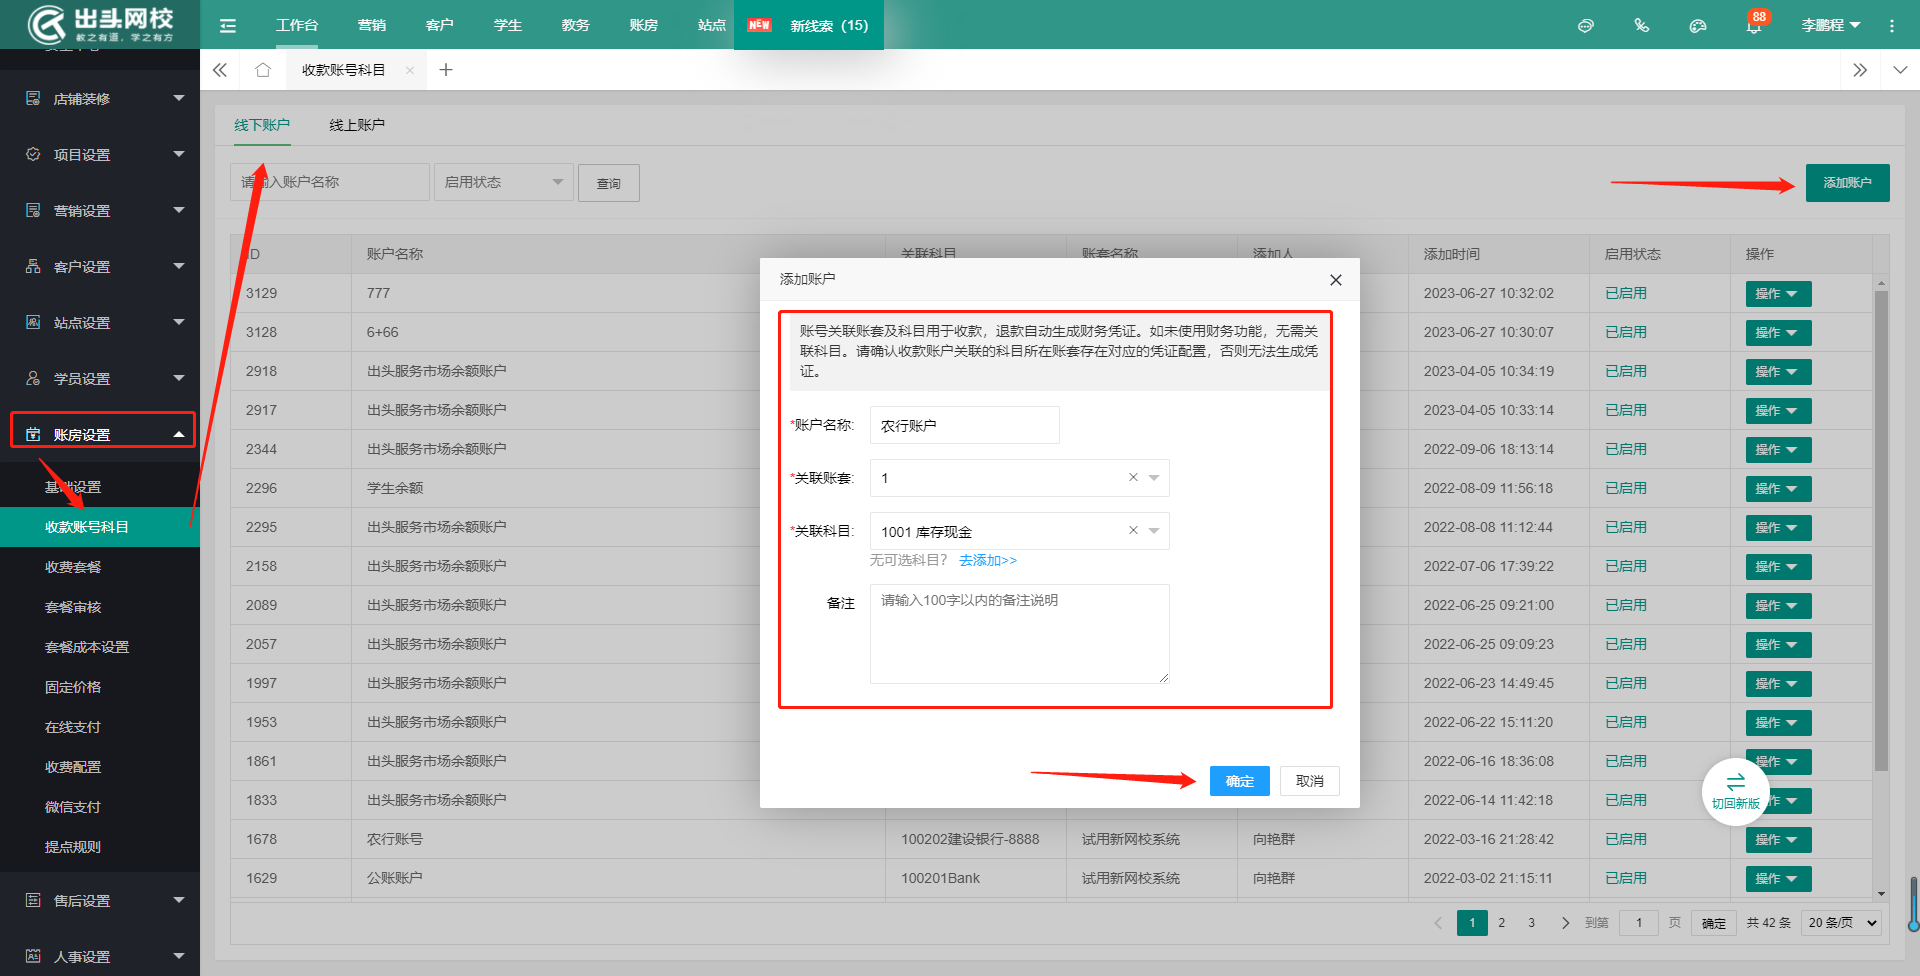 出头网校
教之有道，学之有方
工作台
营销
客户
学生
教务
账房
站点
NEW
新线索（15）
88
李鹏程
收款账号科目
店铺装修
项目设置
营销设置
客户设置
站点设置
学员设置
账房设置
基础设置
收款账号科目
收费套餐
套餐审核
套餐成本设置
固定价格
在线支付
收费配置
微信支付
提点规则
售后设置
人事设置
线下账户
线上账户
请输入账户名称
启用状态
查询
添加账户
ID 账户名称 关联科目 账套名称 添加人 添加时间 启用状态 操作
3129 777 2023-06-27 10:32:02 已启用 操作
3128 6+66 2023-06-27 10:30:07 已启用 操作
2918 出头服务市场余额账户 2023-04-05 10:34:19 已启用 操作
2917 出头服务市场余额账户 2023-04-05 10:33:14 已启用 操作
2344 出头服务市场余额账户 2022-09-06 18:13:14 已启用 操作
2296 学生余额 2022-08-09 11:56:18 已启用 操作
2295 出头服务市场余额账户 2022-08-08 11:12:44 已启用 操作
2158 出头服务市场余额账户 2022-07-06 17:39:22 已启用 操作
2089 出头服务市场余额账户 2022-06-25 09:21:00 已启用 操作
2057 出头服务市场余额账户 2022-06-25 09:09:23 已启用 操作
1997 出头服务市场余额账户 2022-06-23 14:49:45 已启用 操作
1953 出头服务市场余额账户 2022-06-22 15:11:20 已启用 操作
1861 出头服务市场余额账户 2022-06-16 18:36:08 已启用 操作
1833 出头服务市场余额账户 2022-06-14 11:42:18 已启用 作
1678 农行账号 100202建设银行-8888 试用新网校系统 向艳群 2022-03-16 21:28:42 已启用 操作
1629 公账账户 100201Bank 试用新网校系统 向艳群 2022-03-02 21:15:11 已启用 操作
添加账户
账号关联账套及科目用于收款，退款自动生成财务凭证。如未使用财务功能，无需关
联科目。请确认收款账户关联的科目所在账套存在对应的凭证配置，否则无法生成凭
证。
*账户名称: 农行账户
*关联账套: 1
*关联科目: 1001 库存现金
无可选科目？ 去添加>>
备注 请输入100字以内的备注说明
确定
取消
切回新版
1 2 3 到第 1 页 确定 共 42 条 20 条/页